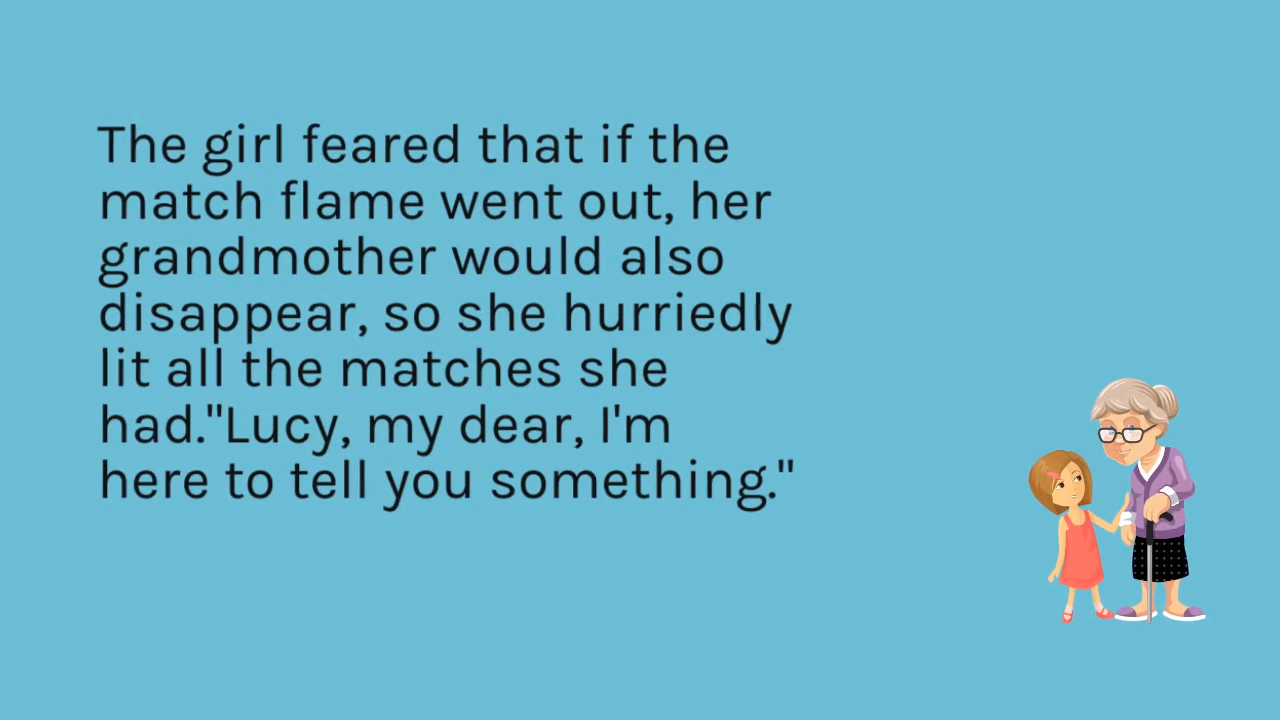 The girl feared that if the
match flame went out, her
grandmother would also
disappear, so she hurriedly
lit all the matches she
had."Lucy, my dear, I'm
here to tell you something."